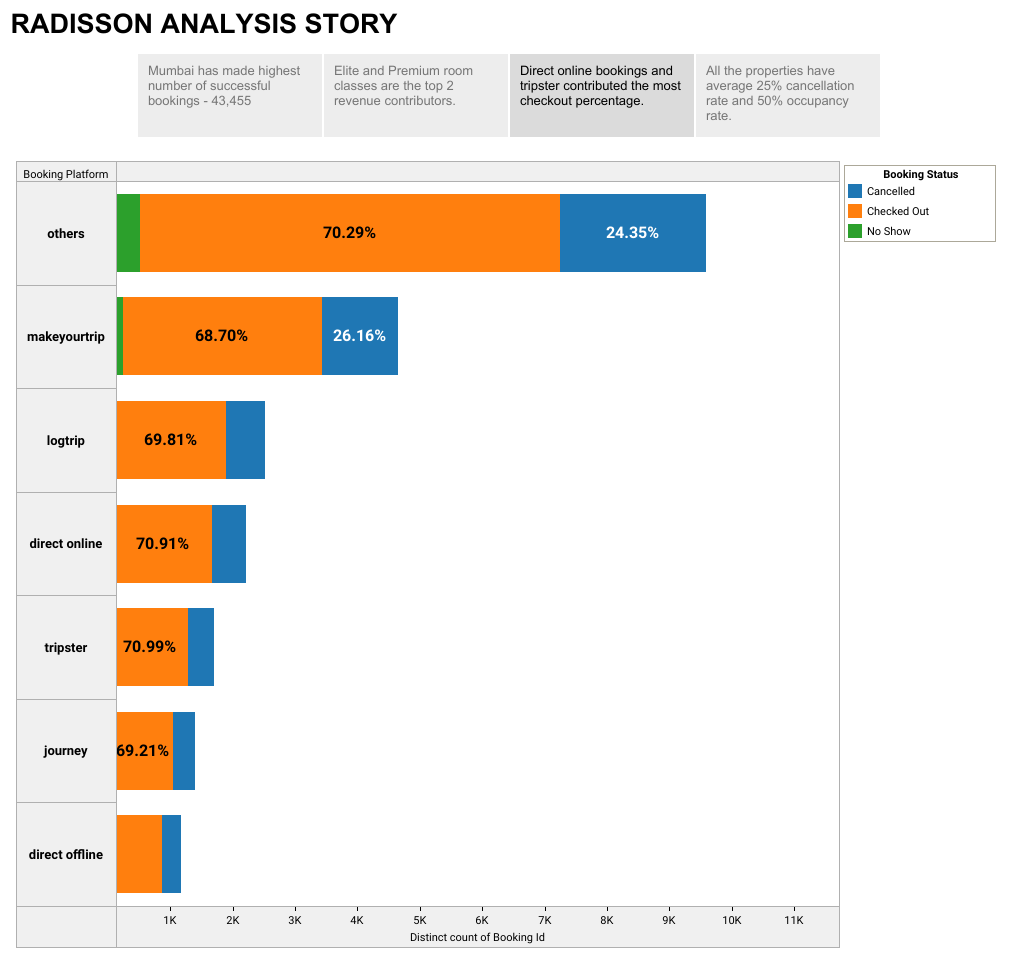 RADISSON ANALYSIS STORY
Mumbai has made highest
number of successful
bookings - 43,455
Elite and Premium room
classes are the top 2
revenue contributors.
Direct online bookings and
tripster contributed the most
checkout percentage.
All the properties have
average 25% cancellation
rate and 50% occupancy
rate.
Booking Platform
Booking Status
Cancelled
Checked Out
No Show
others
70.29%
24.35%
makeyourtrip
68.70%
26.16%
logtrip
69.81%
direct online
70.91%
tripster
70.99%
journey
69.21%
direct offline
1K 2K 3K 4K 5K 6K 7K 8K 9K 10K 11K
Distinct count of Booking Id